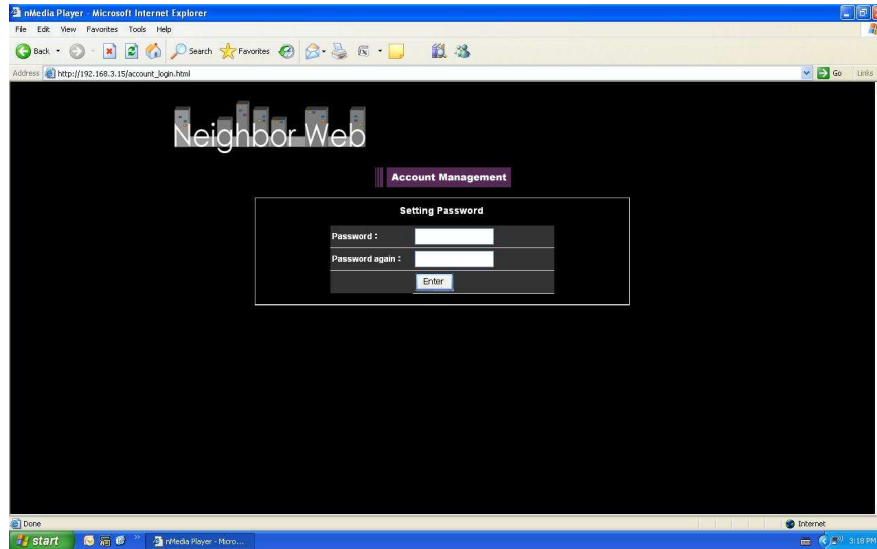 nMedia Player - Microsoft Internet Explorer
File Edit View Favorites Tools Help
Back Search Favorites
Address http://192.168.3.15/account_login.html Go Links
Neighbor Web
Account Management
Setting Password
Password :
Password again :
Enter
Done Internet
start nMedia Player - Micro... 3:18 PM